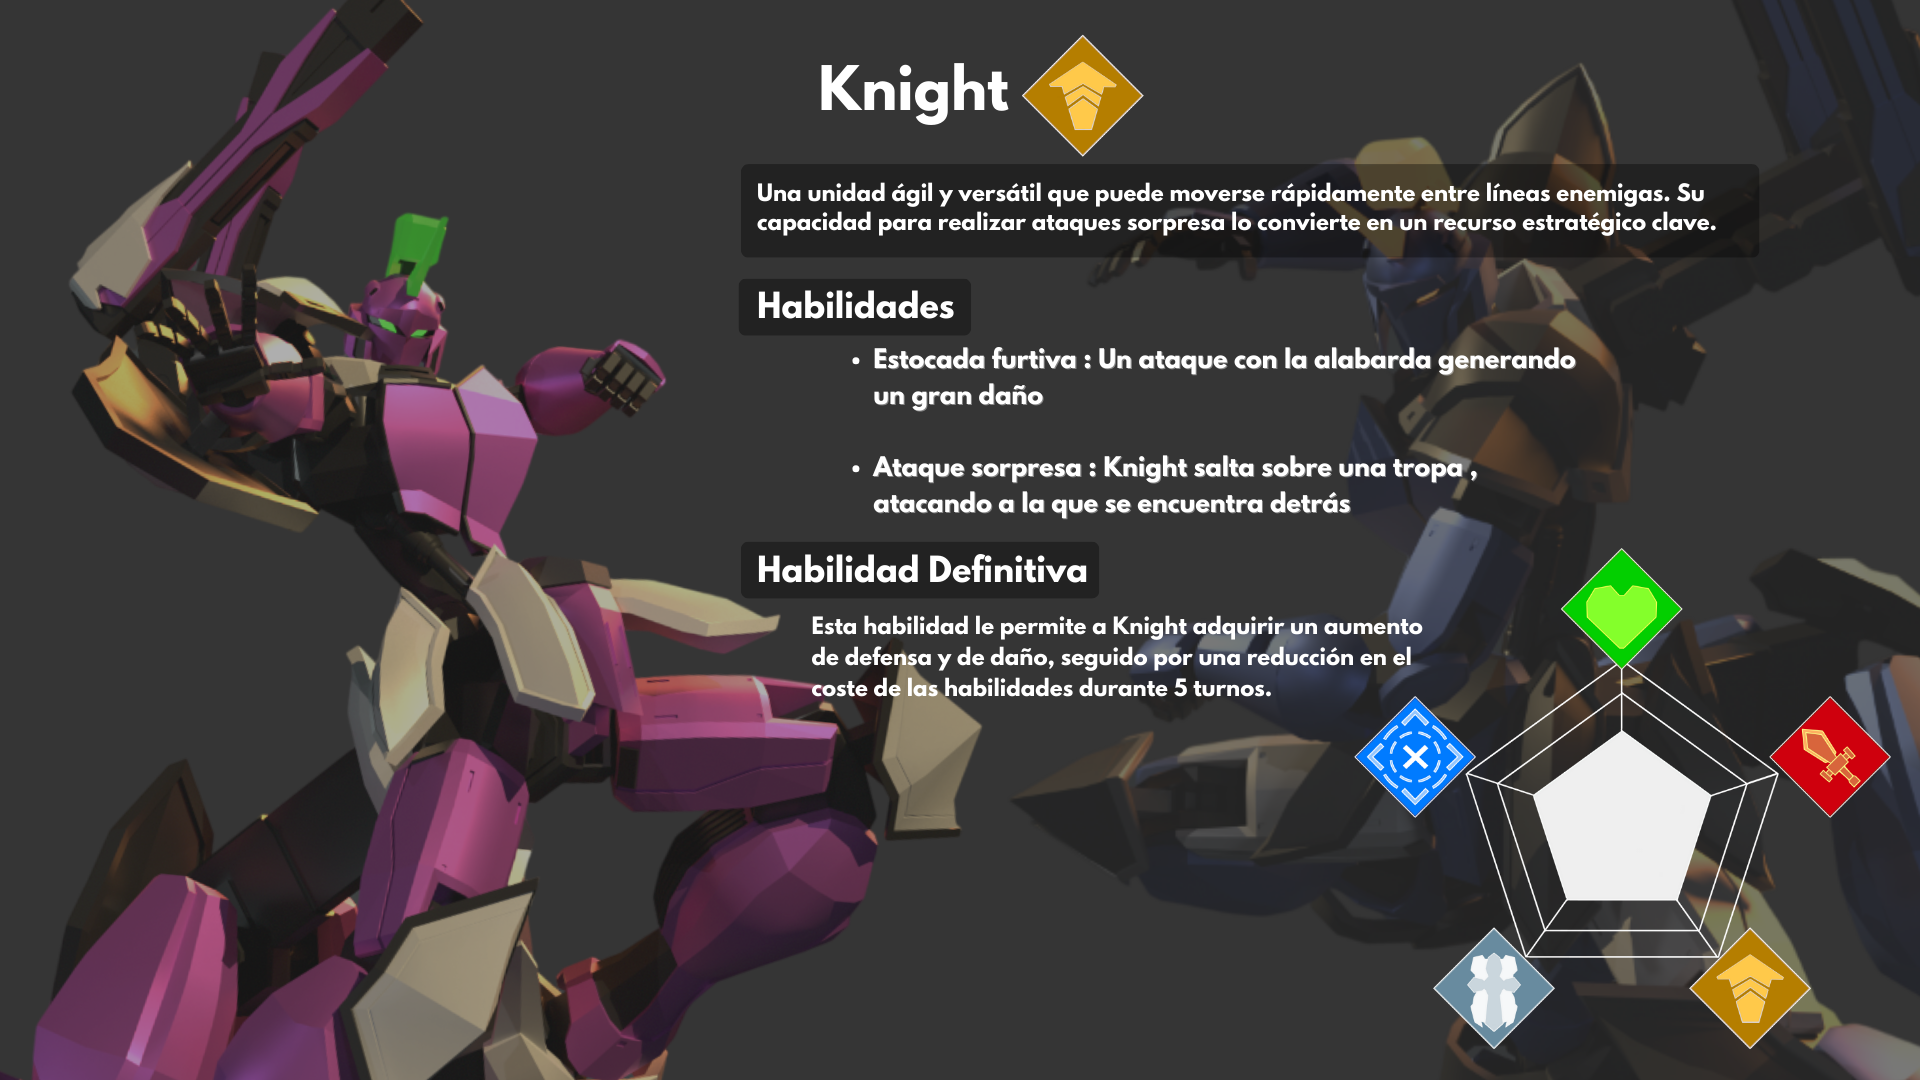 Knight
Una unidad ágil y versátil que puede moverse rápidamente entre líneas enemigas. Su
capacidad para realizar ataques sorpresa lo convierte en un recurso estratégico clave.
Habilidades
• Estocada furtiva : Un ataque con la alabarda generando
un gran daño
• Ataque sorpresa : Knight salta sobre una tropa ,
atacando a la que se encuentra detrás
Habilidad Definitiva
Esta habilidad le permite a Knight adquirir un aumento
de defensa y de daño, seguido por una reducción en el
coste de las habilidades durante 5 turnos.